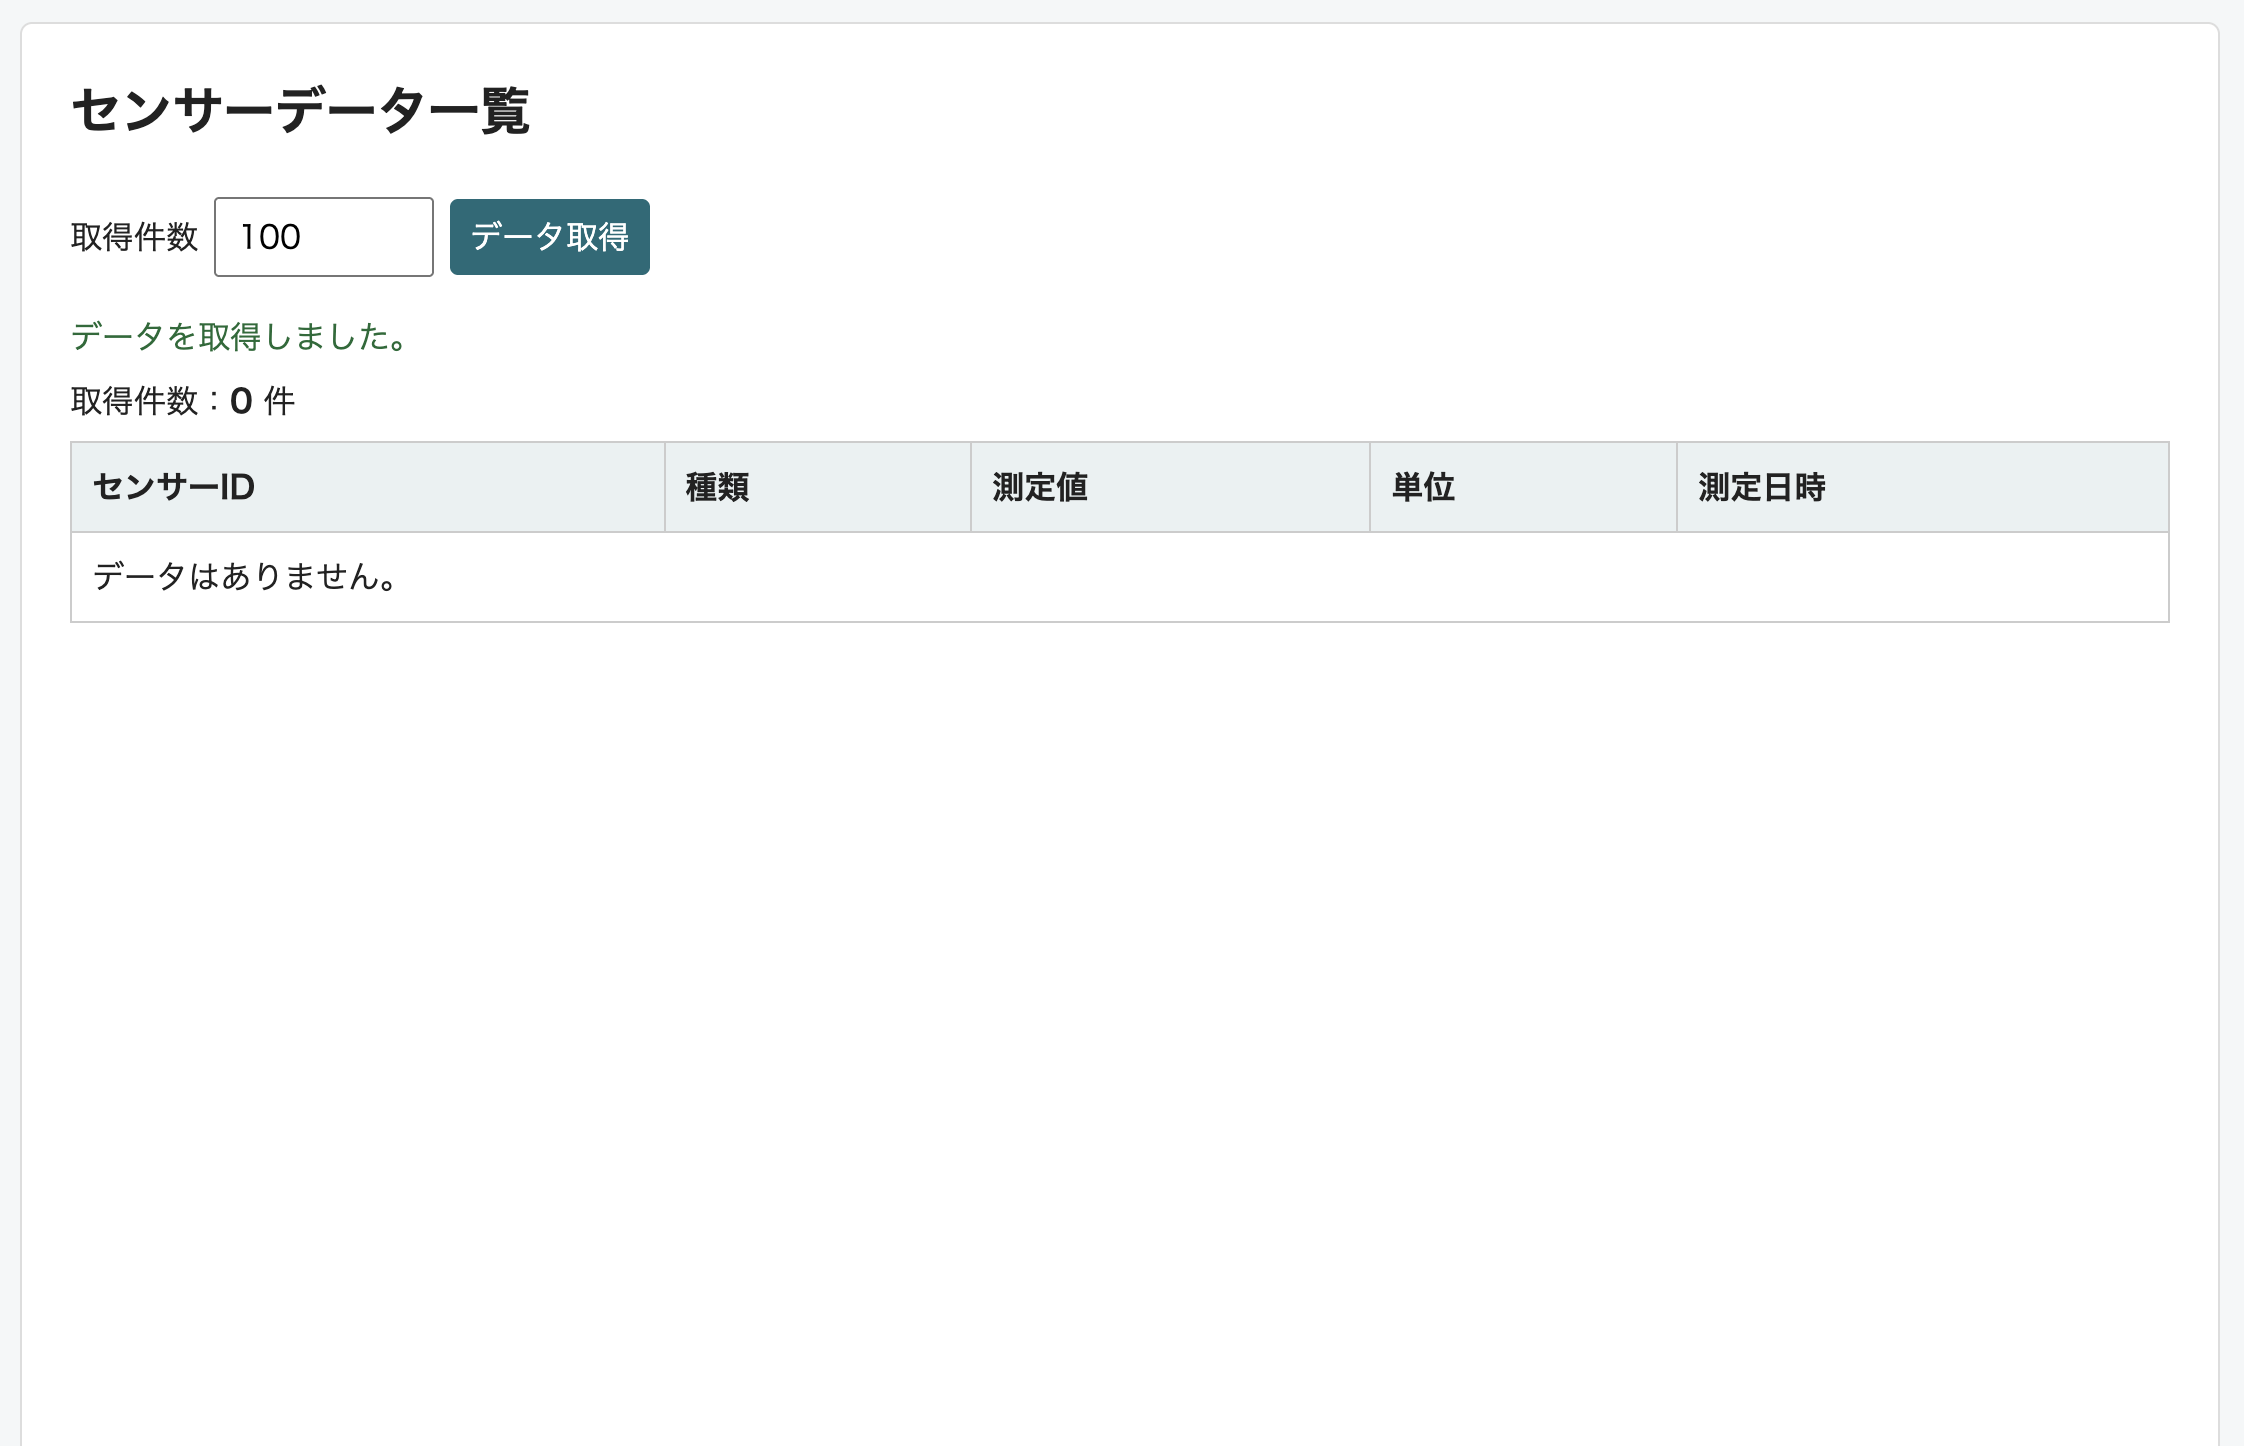 センサーデータ一覧
取得件数 100 データ取得
データを取得しました。
取得件数：0 件
センサーID 種類 測定値 単位 測定日時
データはありません。